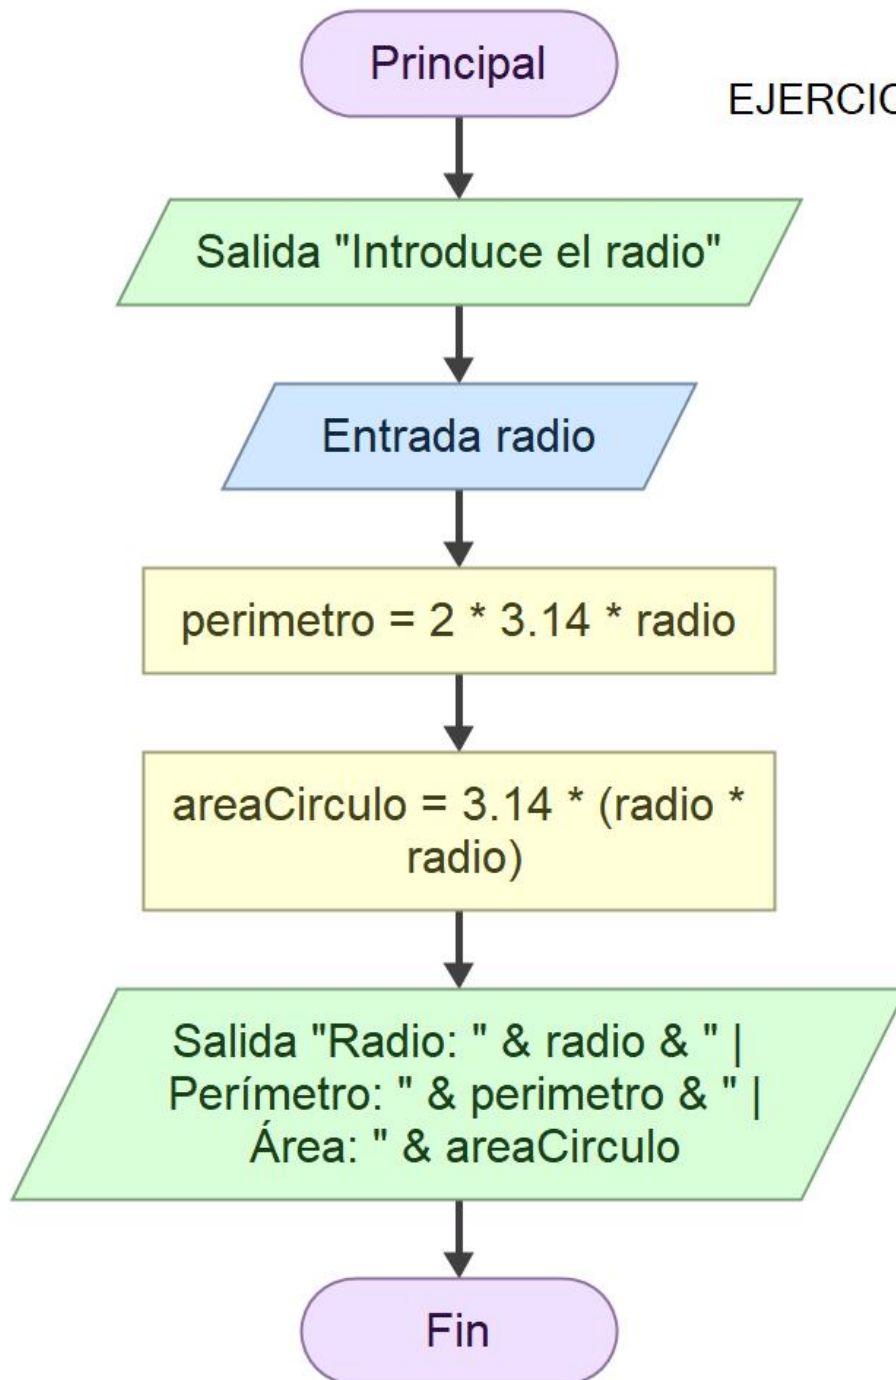 Principal
EJERCIC
Salida "Introduce el radio"
Entrada radio
perimetro = 2 * 3.14 * radio
areaCirculo = 3.14 * (radio *
radio)
Salida "Radio: " & radio & " |
Perímetro: " & perimetro & " |
Área: " & areaCirculo
Fin